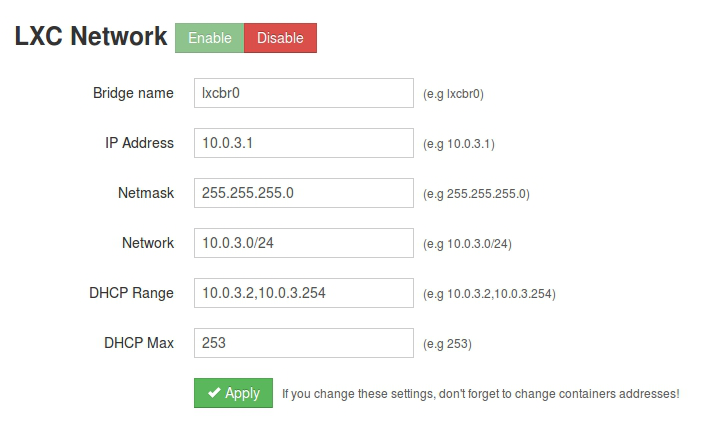 LXC Network Enable Disable
Bridge name lxcbr0 (e.g lxcbr0)
IP Address 10.0.3.1 (e.g 10.0.3.1)
Netmask 255.255.255.0 (e.g 255.255.255.0)
Network 10.0.3.0/24 (e.g 10.0.3.0/24)
DHCP Range 10.0.3.2,10.0.3.254 (e.g 10.0.3.2,10.0.3.254)
DHCP Max 253 (e.g 253)
Apply If you change these settings, don't forget to change containers addresses!